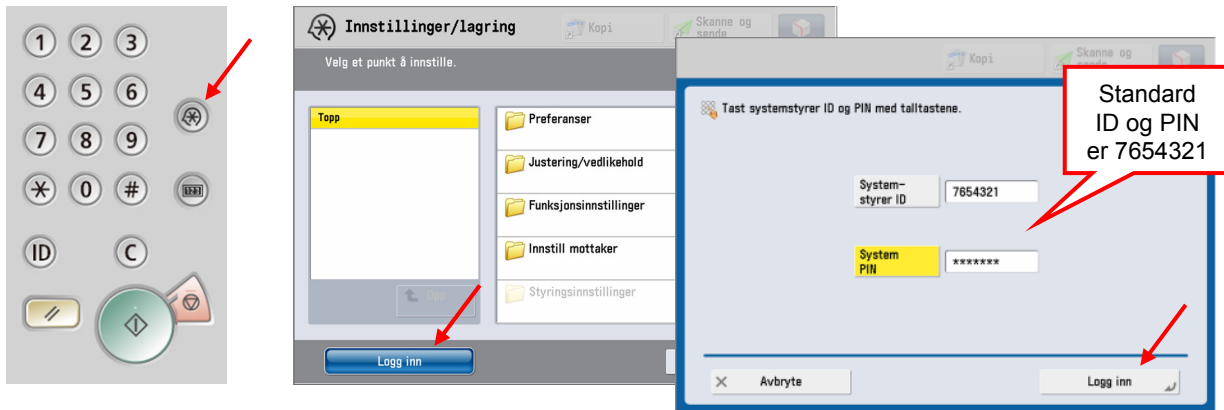 1 2 3
4 5 6
7 8 9
0 #
ID C
Innstillinger/lagring
Kopi
Skanne og
sende
Velg et punkt å innstille.
Topp
Preferanser
Justering/vedlikehold
Funksjonsinnstillinger
Innstill mottaker
Styringsinnstillinger
Opp
Logg inn
Kopi
Skanne og
Tast systemstyrer ID og PIN med talltastene.
System-
styrer ID
7654321
System
PIN
*******
Avbryte
Logg inn
Standard
ID og PIN
er 7654321